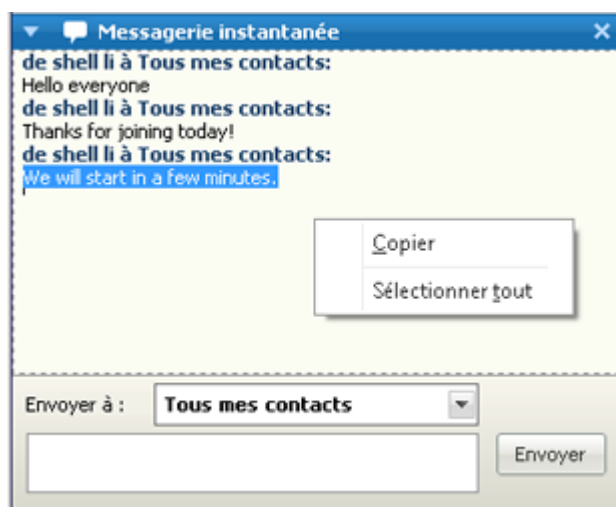 Messagerie instantanée
de shell li à Tous mes contacts:
Hello everyone
de shell li à Tous mes contacts:
Thanks for joining today!
de shell li à Tous mes contacts:
We will start in a few minutes.
Copier
Sélectionner tout
Envoyer à :
Tous mes contacts
Envoyer